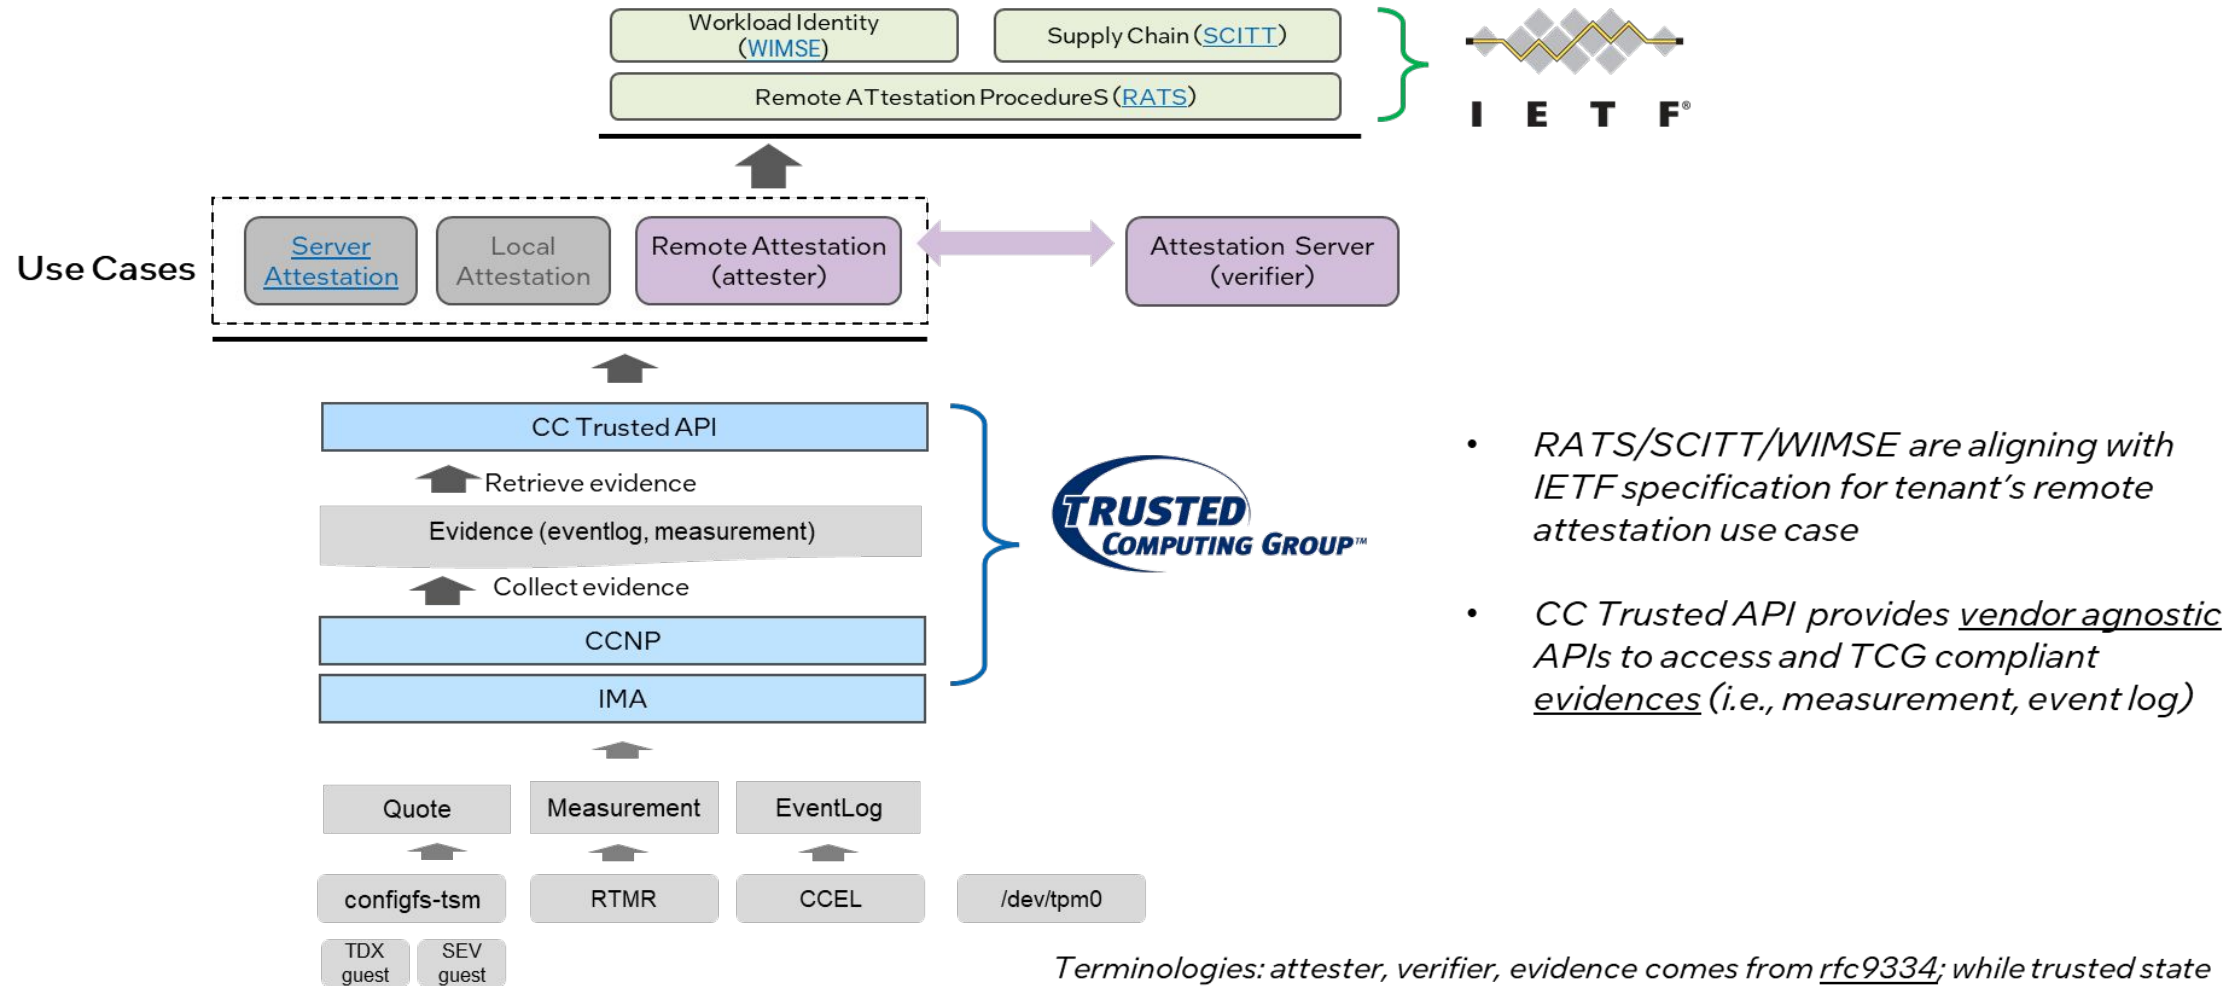 Workload Identity
(WIMSE)
Supply Chain (SCITT)
Remote ATtestation ProcedureS (RATS)
I E T F®
Use Cases
Server
Attestation
Local
Attestation
Remote Attestation
(attester)
Attestation Server
(verifier)
CC Trusted API
Retrieve evidence
Evidence (eventlog, measurement)
Collect evidence
CCNP
IMA
TRUSTED
COMPUTING GROUP™
• RATS/SCITT/WIMSE are aligning with
IETF specification for tenant’s remote
attestation use case
• CC Trusted API provides vendor agnostic
APIs to access and TCG compliant
evidences (i.e., measurement, event log)
Quote
Measurement
EventLog
configfs-tsm
RTMR
CCEL
/dev/tpm0
TDX
guest
SEV
guest
Terminologies: attester, verifier, evidence comes from rfc9334; while trusted state